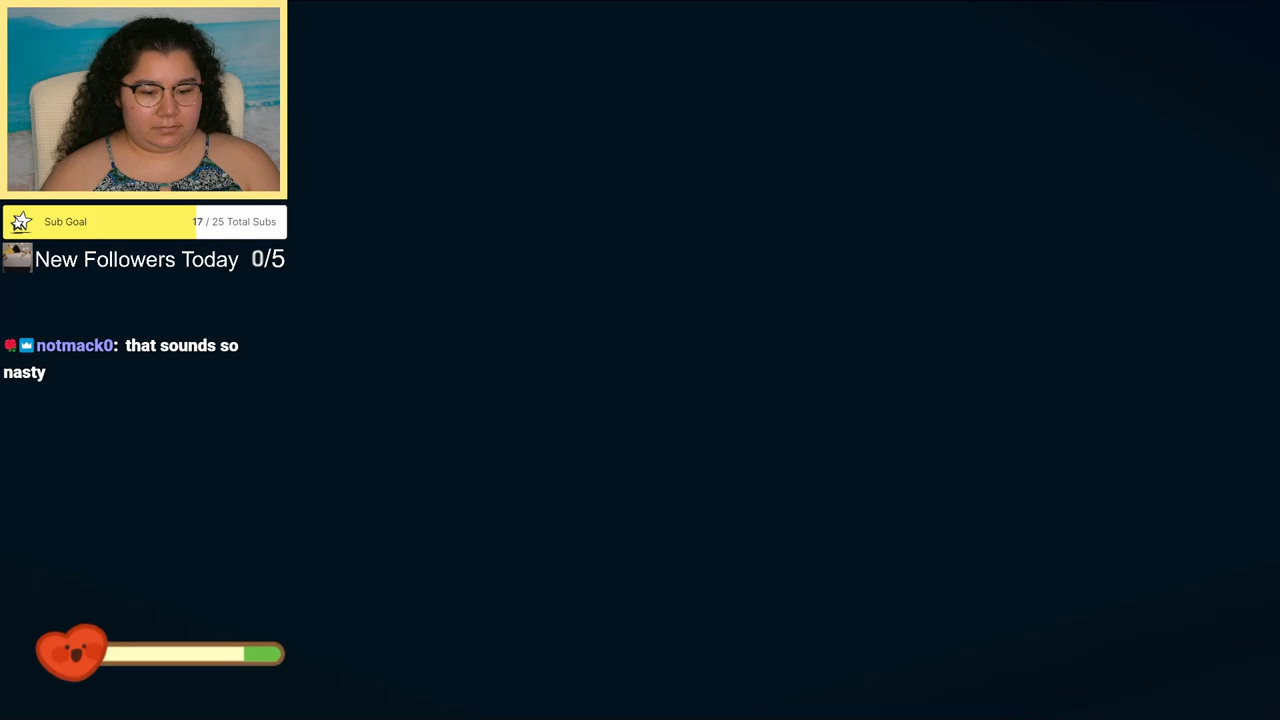 Sub Goal 17 / 25 Total Subs
New Followers Today 0/5
notmack0: that sounds so
nasty